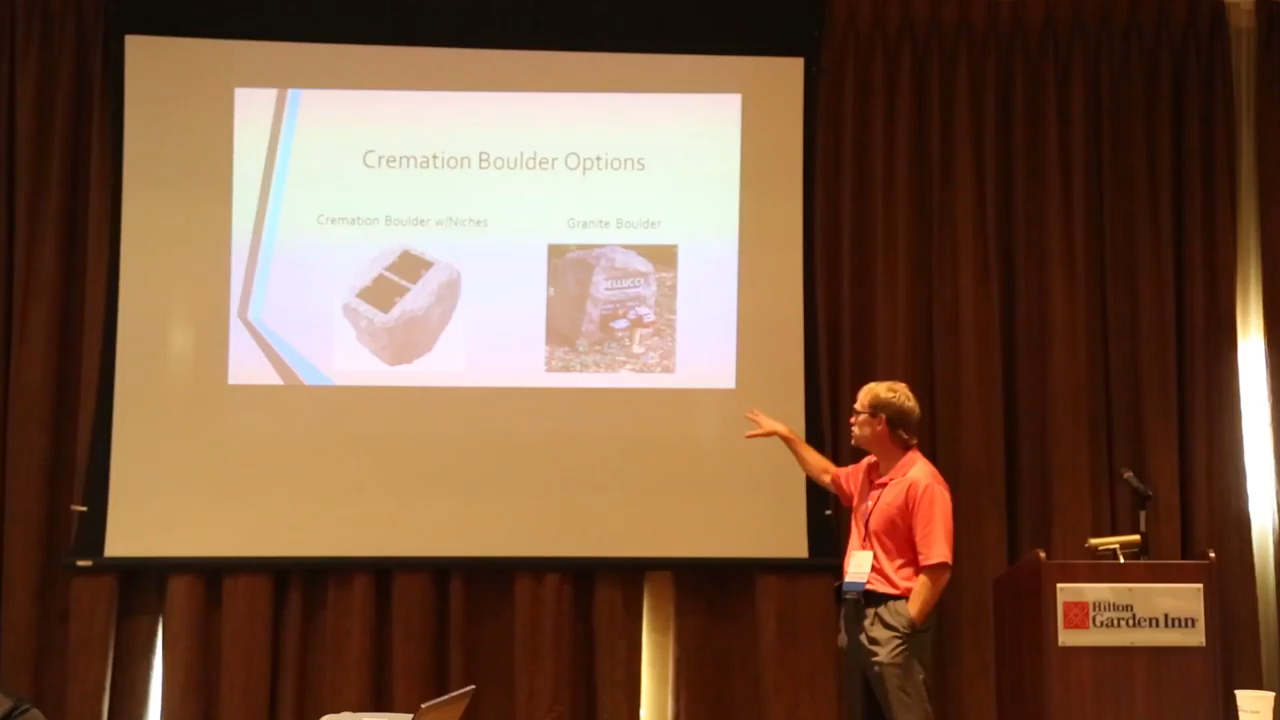 Cremation Boulder Options
Cremation Boulder w/Niches
Granite Boulder
BELLUCCI
Hilton
Garden Inn